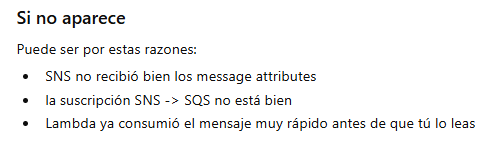 Si no aparece
Puede ser por estas razones:
• SNS no recibió bien los message attributes
• la suscripción SNS -> SQS no está bien
• Lambda ya consumió el mensaje muy rápido antes de que tú lo leas